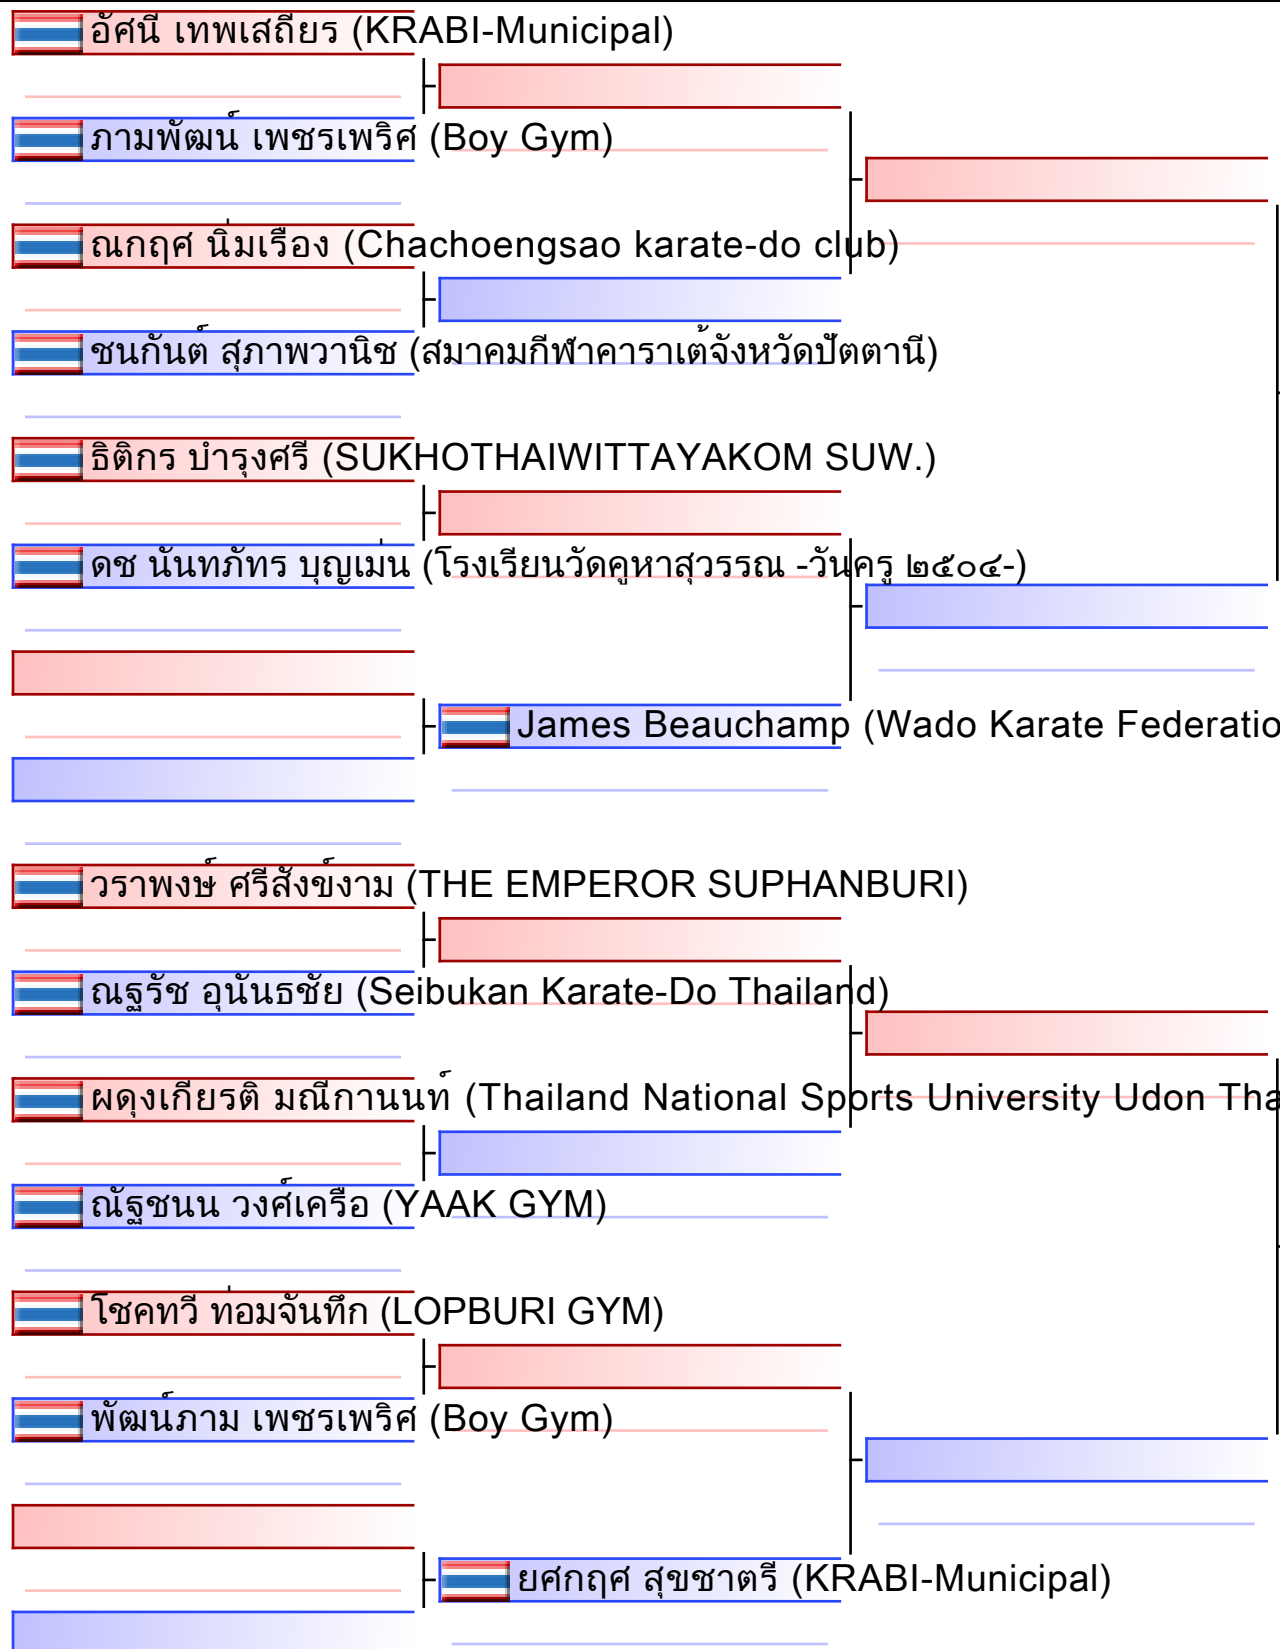 อัศนี เทพเสถียร (KRABI-Municipal)
ภามพัฒน์ เพชรเพริศ (Boy Gym)
ณกฤศ นิ่มเรือง (Chachoengsao karate-do club)
ชนกันต์ สุภาพวานิช (สมาคมกีฬาคาราเต้จังหวัดปัตตานี)
ธิติกร บำรุงศรี (SUKHOTHAIWITTAYAKOM SUW.)
ดช นันทภัทร บุญเม่น (โรงเรียนวัดคูหาสุวรรณ -วันครู ๒๕๐๔-)
James Beauchamp (Wado Karate Federatio
วราพงษ์ ศรีสังข์งาม (THE EMPEROR SUPHANBURI)
ณฐรัช อุนันธชัย (Seibukan Karate-Do Thailand)
ผดุงเกียรติ มณีกานนท์ (Thailand National Sports University Udon Tha
ณัฐชนน วงศ์เครือ (YAAK GYM)
โชคทวี ท่อมจันทึก (LOPBURI GYM)
พัฒน์ภาม เพชรเพริศ (Boy Gym)
ยศกฤศ สุขชาตรี (KRABI-Municipal)